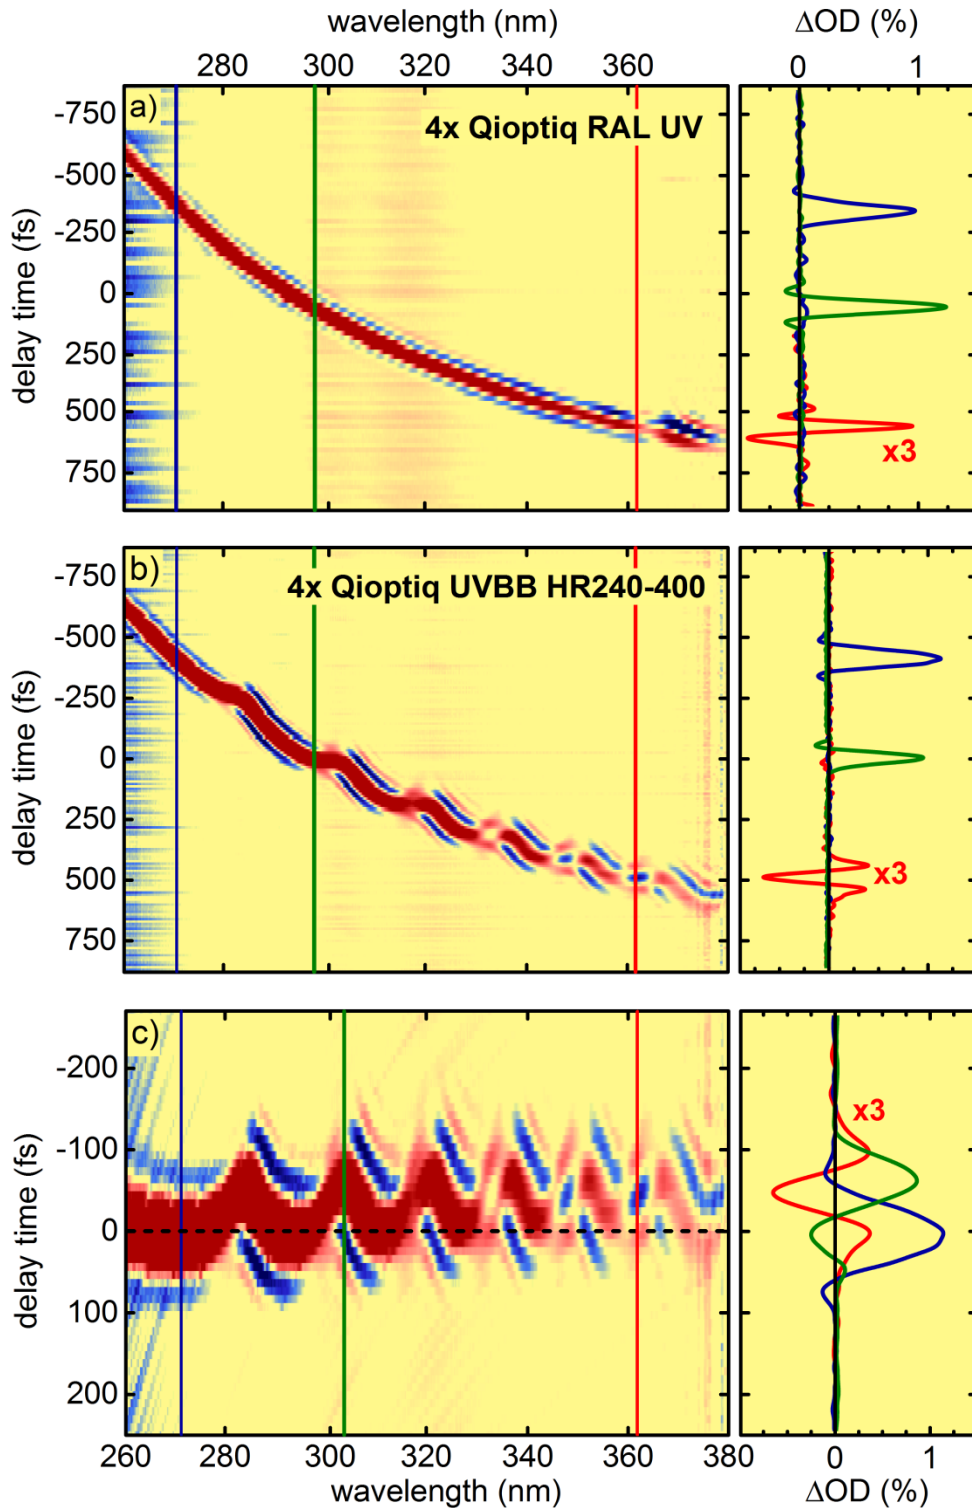 wavelength (nm)
ΔOD (%)
280 300 320 340 360
0 1
a)
4x Qioptiq RAL UV
-750
-500
-250
0
250
500
750
delay time (fs)
x3
b)
4x Qioptiq UVBB HR240-400
-750
-500
-250
0
250
500
750
delay time (fs)
x3
c)
-200
-100
0
100
200
delay time (fs)
x3
260 280 300 320 340 360 380
0 1
wavelength (nm)
ΔOD (%)